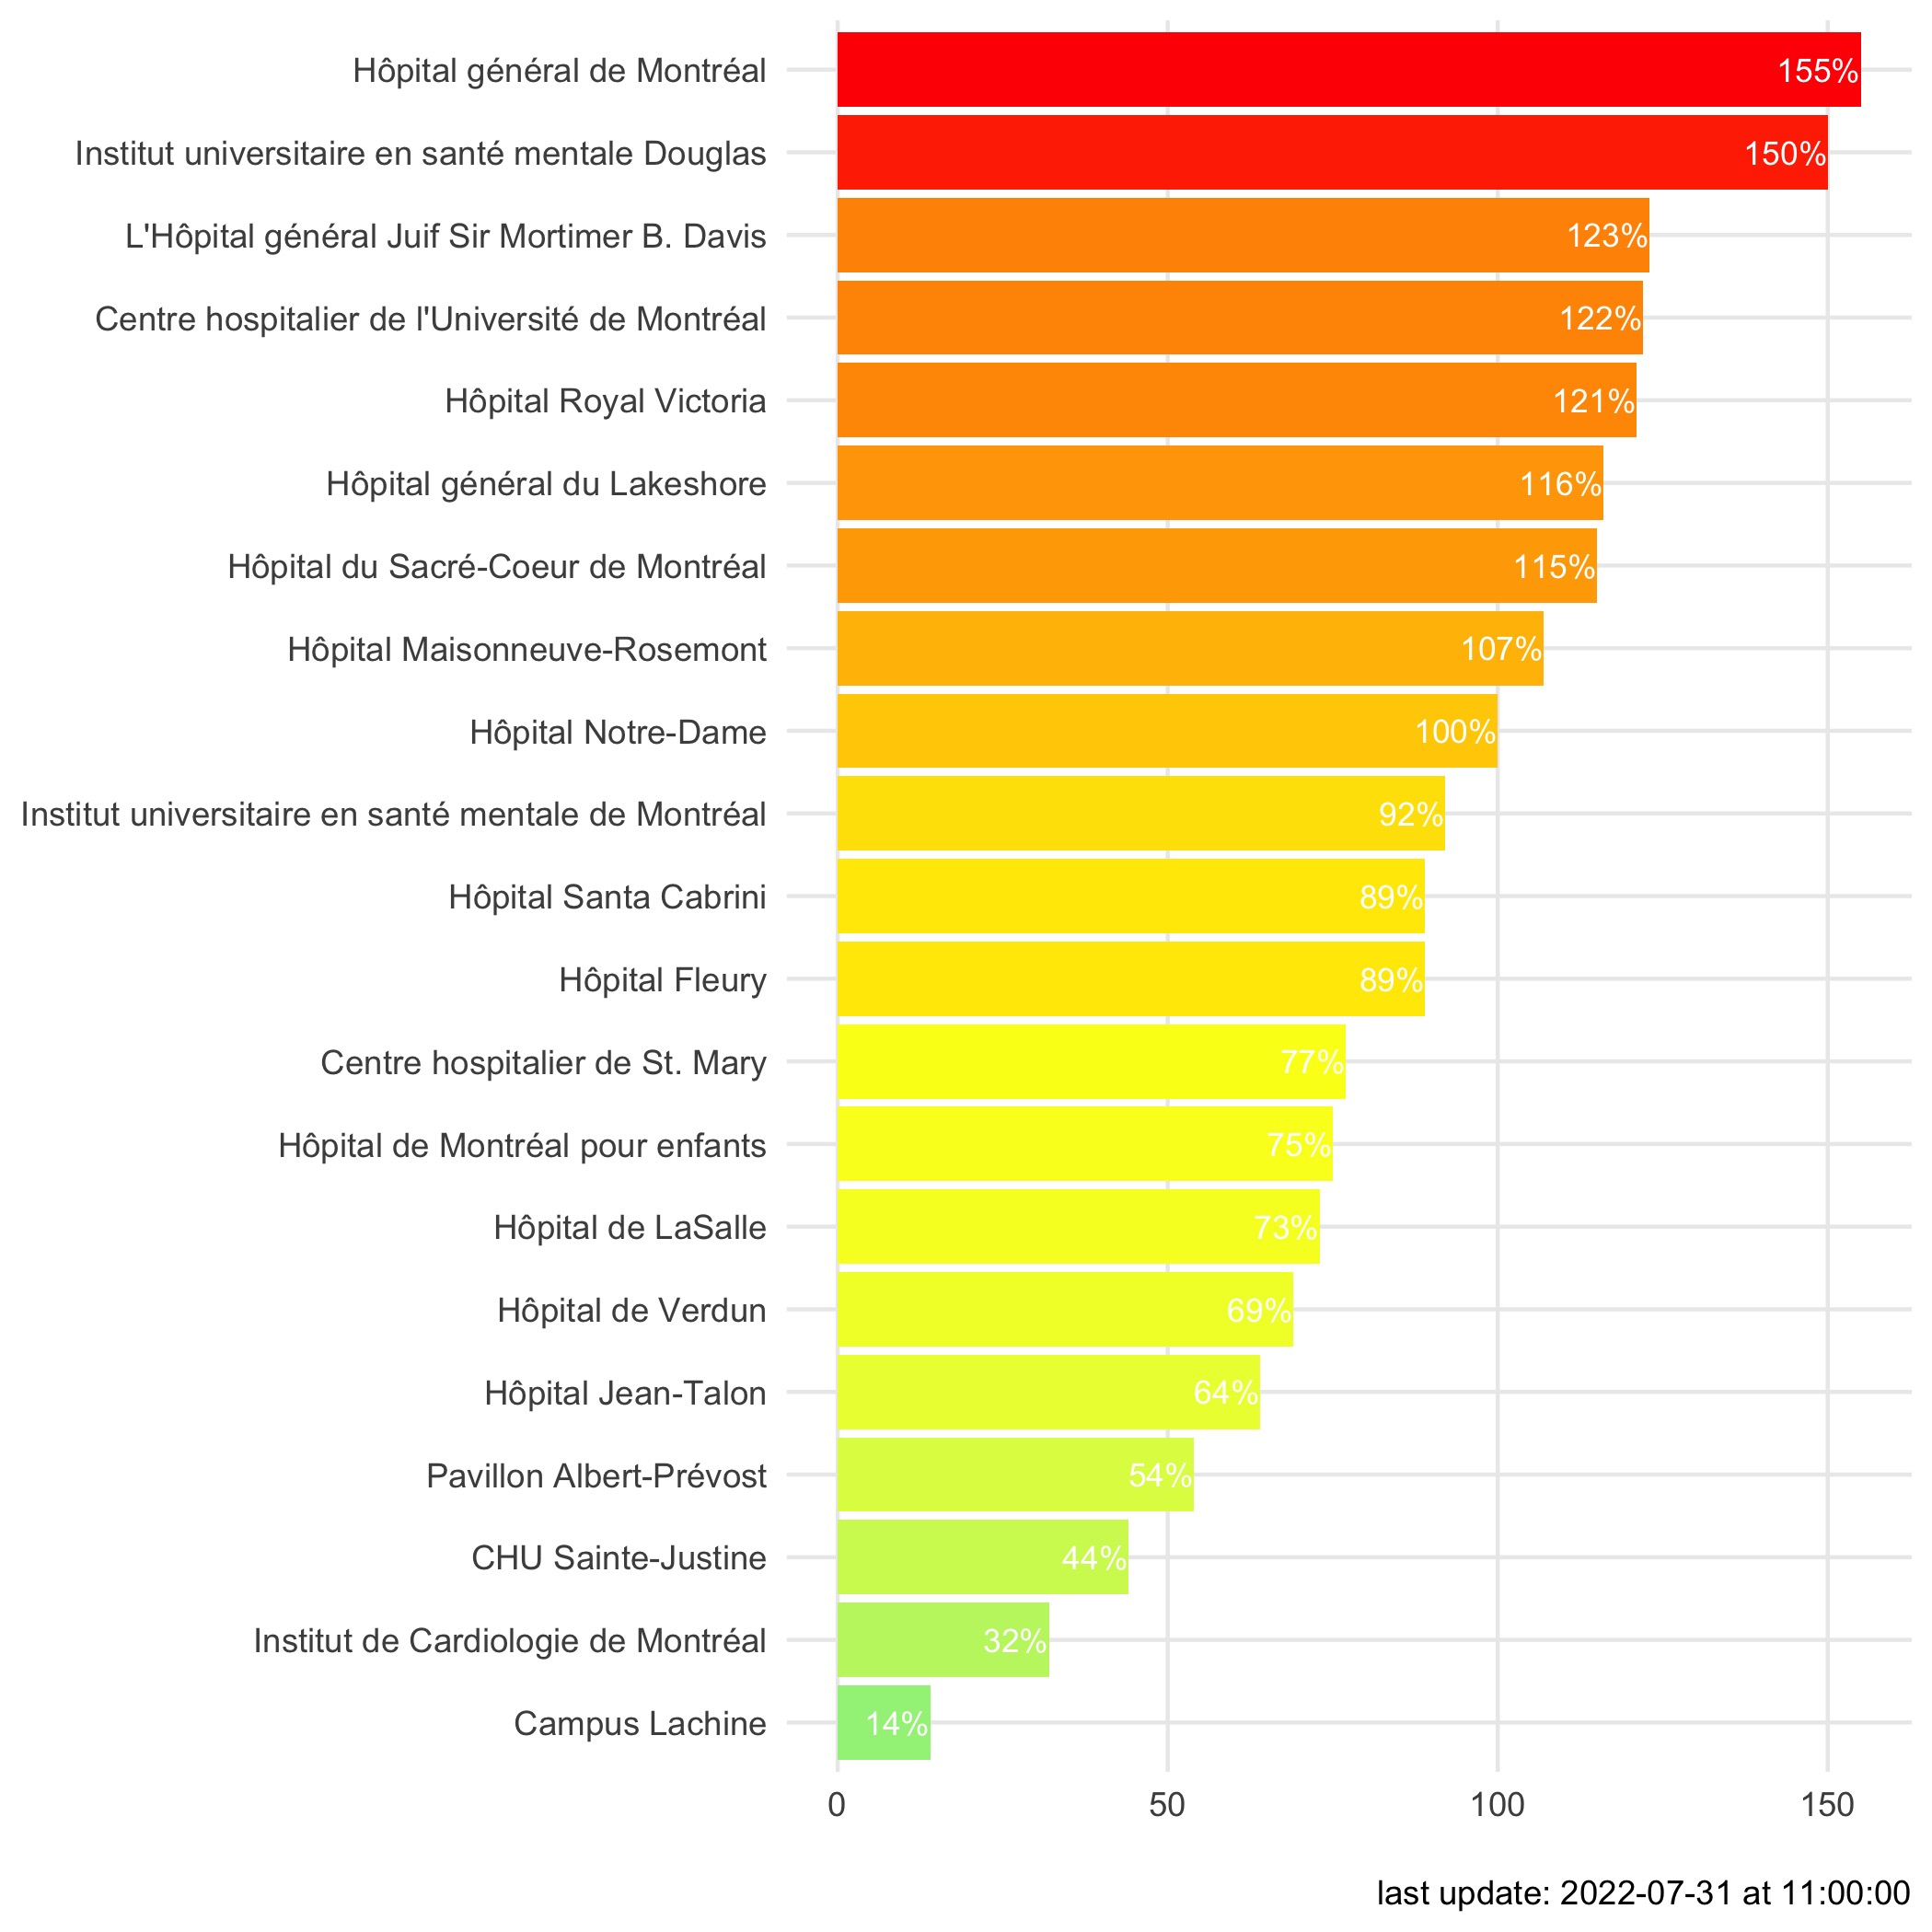 Hôpital général de Montréal 155%
Institut universitaire en santé mentale Douglas 150%
L'Hôpital général Juif Sir Mortimer B. Davis 123%
Centre hospitalier de l'Université de Montréal 122%
Hôpital Royal Victoria 121%
Hôpital général du Lakeshore 116%
Hôpital du Sacré-Coeur de Montréal 115%
Hôpital Maisonneuve-Rosemont 107%
Hôpital Notre-Dame 100%
Institut universitaire en santé mentale de Montréal 92%
Hôpital Santa Cabrini 89%
Hôpital Fleury 89%
Centre hospitalier de St. Mary 77%
Hôpital de Montréal pour enfants 75%
Hôpital de LaSalle 73%
Hôpital de Verdun 69%
Hôpital Jean-Talon 64%
Pavillon Albert-Prévost 54%
CHU Sainte-Justine 44%
Institut de Cardiologie de Montréal 32%
Campus Lachine 14%
0 50 100 150
last update: 2022-07-31 at 11:00:00